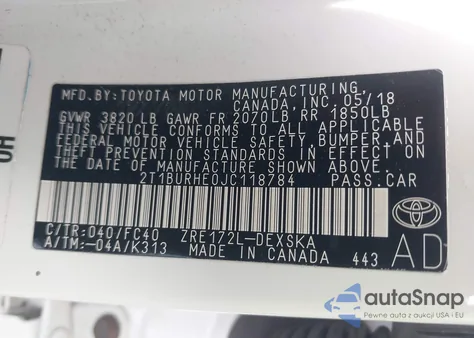 MFD. BY: TOYOTA MOTOR MANUFACTURING
CANADA, INC. 05/18
GVWR 3820 LB GAWR FR 2070LB RR 1850LB
THIS VEHICLE CONFORMS TO ALL APPLICABLE
FEDERAL MOTOR VEHICLE SAFETY, BUMPER, AND
THEFT PREVENTION STANDARDS IN EFFECT ON
THE DATE OF MANUFACTURE SHOWN ABOVE.
2T1BURHE0JC118784 PASS. CAR
C/TR:040/FC40 ZRE172L-DEXSKA
A/TM:-04A/K313 MADE IN CANADA 443
TOYOTA
AD
autoSnap
Pewne auta z aukcji USA i EU